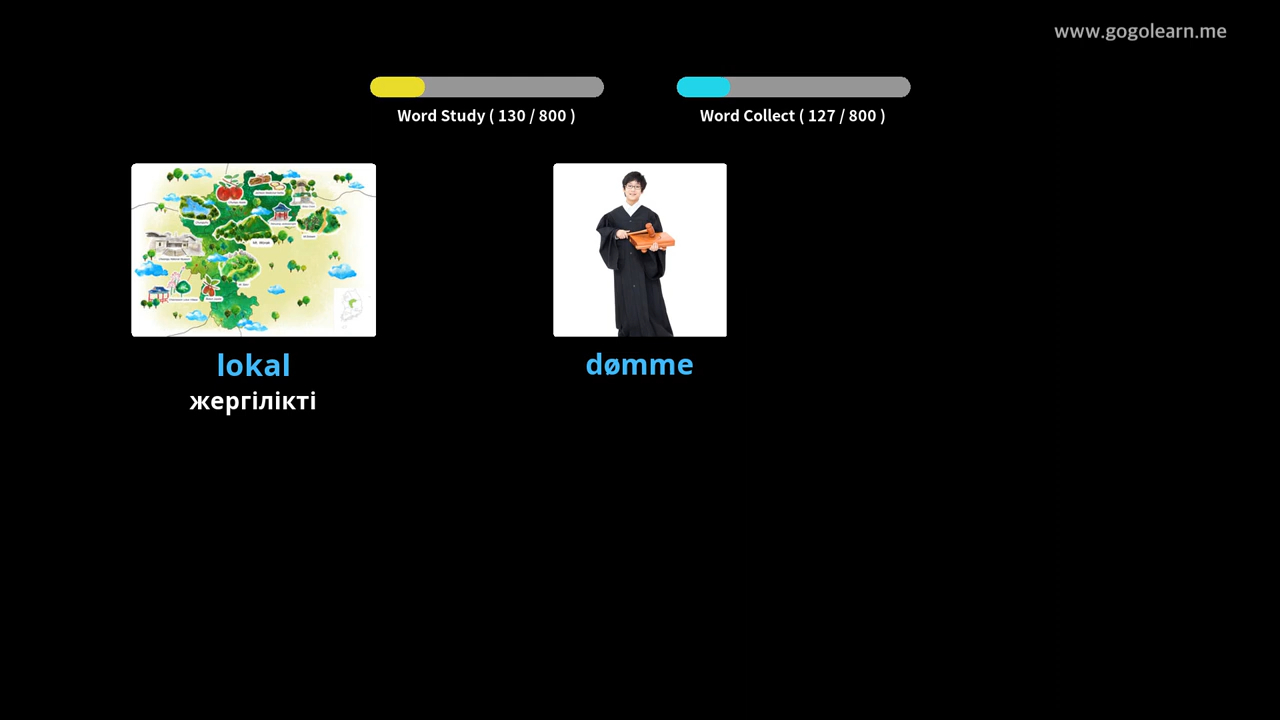 www.gogolearn.me
Word Study ( 130 / 800 )
Word Collect ( 127 / 800 )
lokal
жергілікті
dømme